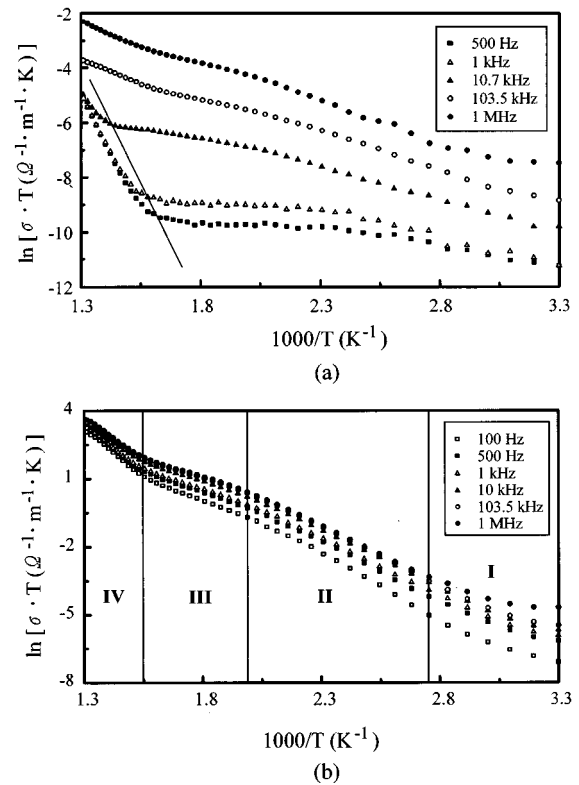 (a)
ln [ σ · T ( Ω⁻¹ · m⁻¹ · K) ]
-2
-4
-6
-8
-10
-12
500 Hz
1 kHz
10.7 kHz
103.5 kHz
1 MHz
1.3
1.8
2.3
2.8
3.3
1000/T (K⁻¹)
(a)
ln [ σ · T ( Ω⁻¹ · m⁻¹ · K) ]
4
1
-2
-5
-8
100 Hz
500 Hz
1 kHz
10 kHz
103.5 kHz
1 MHz
IV
III
II
I
1.3
1.8
2.3
2.8
3.3
1000/T (K⁻¹)
(b)